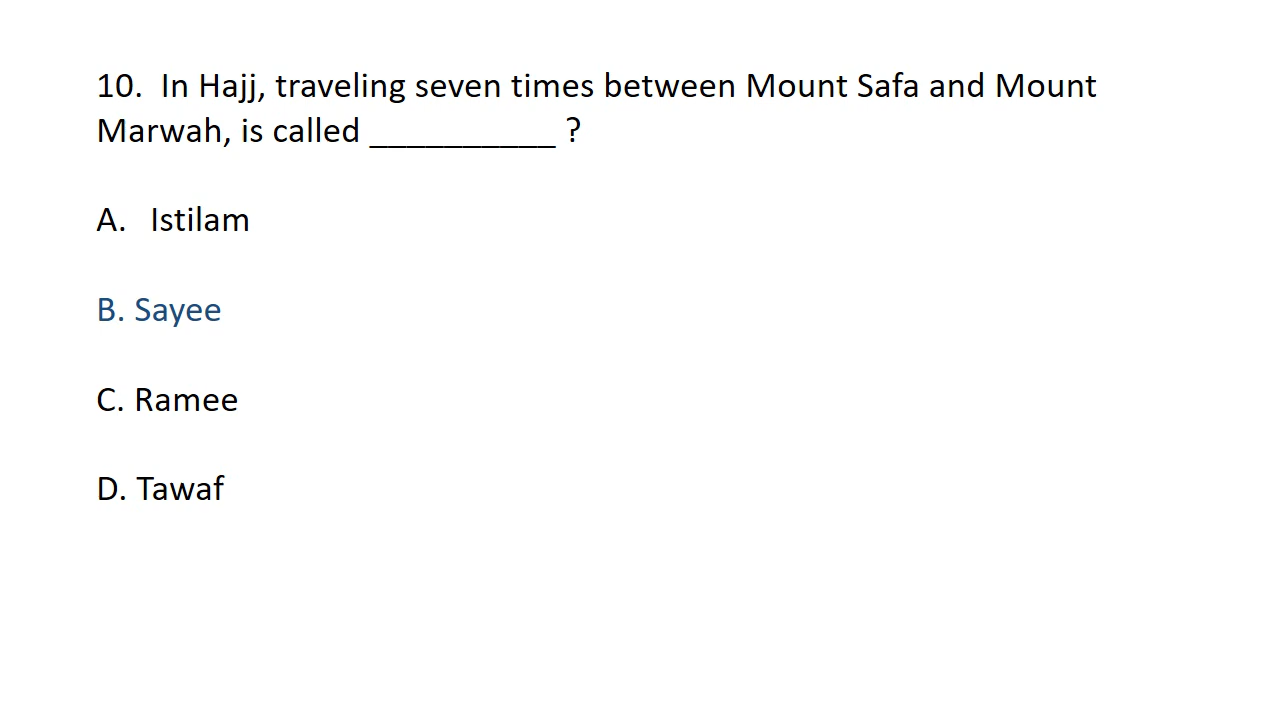 10. In Hajj, traveling seven times between Mount Safa and Mount
Marwah, is called __________ ?
A. Istilam
B. Sayee
C. Ramee
D. Tawaf